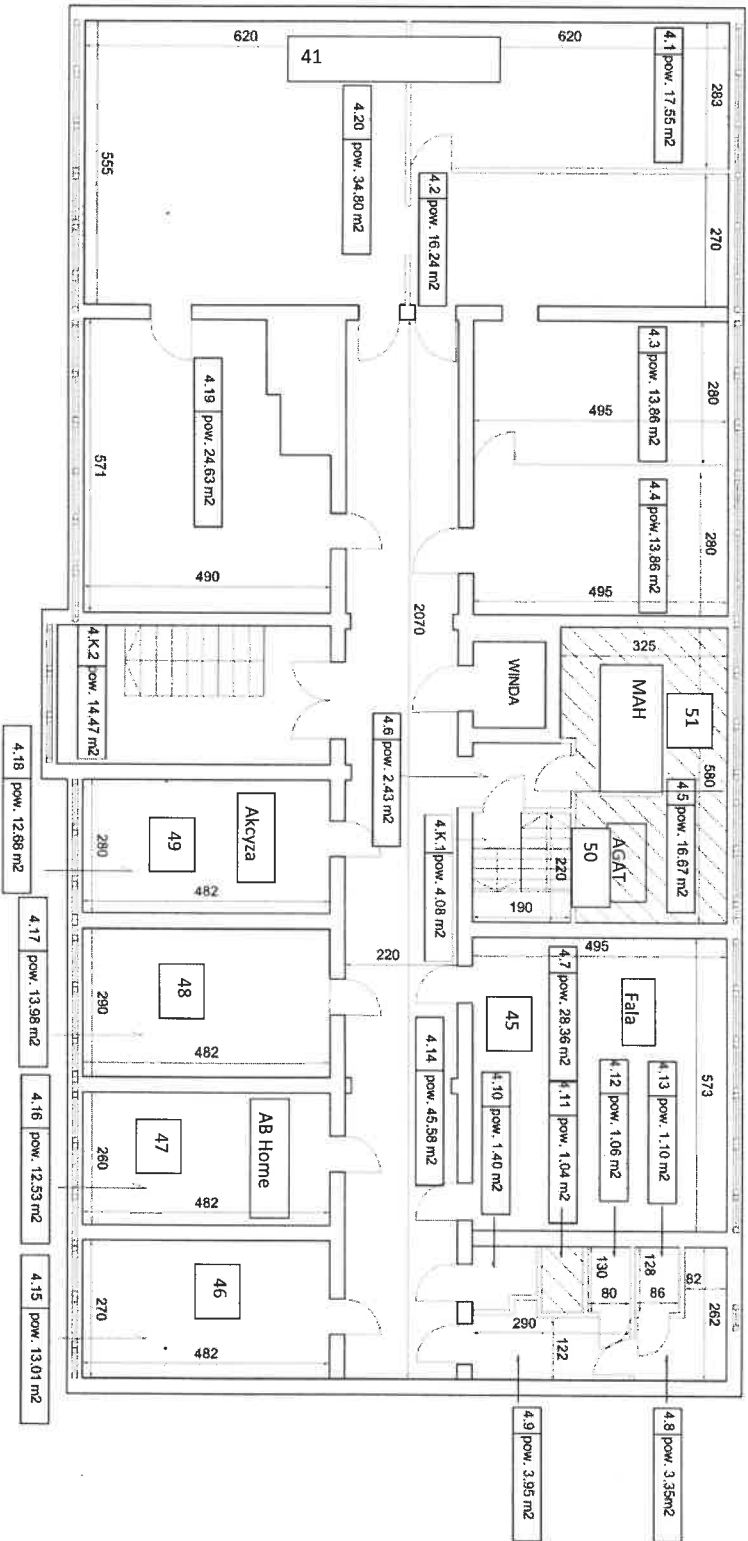 41
620
620
4.1 pow. 17.55 m2
283
270
4.20 pow. 34.80 m2
4.2 pow. 16.24 m2
555
4.3 pow. 13.86 m2
280
495
4.4 pow. 13.86 m2
280
495
4.19 pow. 24.63 m2
571
490
2070
4.K.2 pow. 14.47 m2
WINDA
325
MAH
51
580
4.5 pow. 16.67 m2
AGAT
50
220
190
4.6 pow. 2.43 m2
4.K.1 pow. 4.08 m2
4.18 pow. 12.68 m2
Akcyza
49
280
482
220
4.17 pow. 13.98 m2
48
290
482
495
Fala
45
573
4.7 pow. 28.36 m2
4.11 pow. 1.04 m2
4.12 pow. 1.06 m2
4.13 pow. 1.10 m2
4.14 pow. 45.58 m2
4.10 pow. 1.40 m2
4.16 pow. 12.53 m2
AB Home
47
260
482
4.15 pow. 13.01 m2
46
270
482
130
80
128
86
82
262
290
122
4.9 pow. 3.95 m2
4.8 pow. 3.35m2